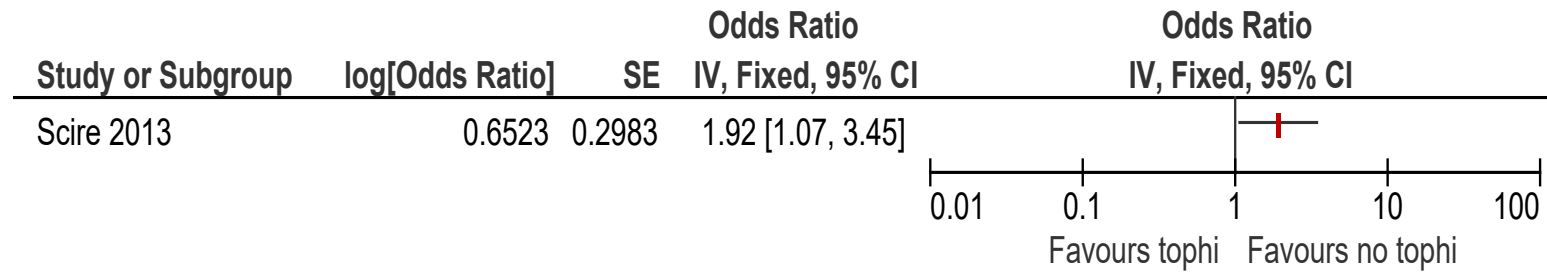 Odds Ratio Odds Ratio
Study or Subgroup log[Odds Ratio] SE IV, Fixed, 95% CI IV, Fixed, 95% CI
Scire 2013 0.6523 0.2983 1.92 [1.07, 3.45]
0.01 0.1 1 10 100
Favours tophi Favours no tophi